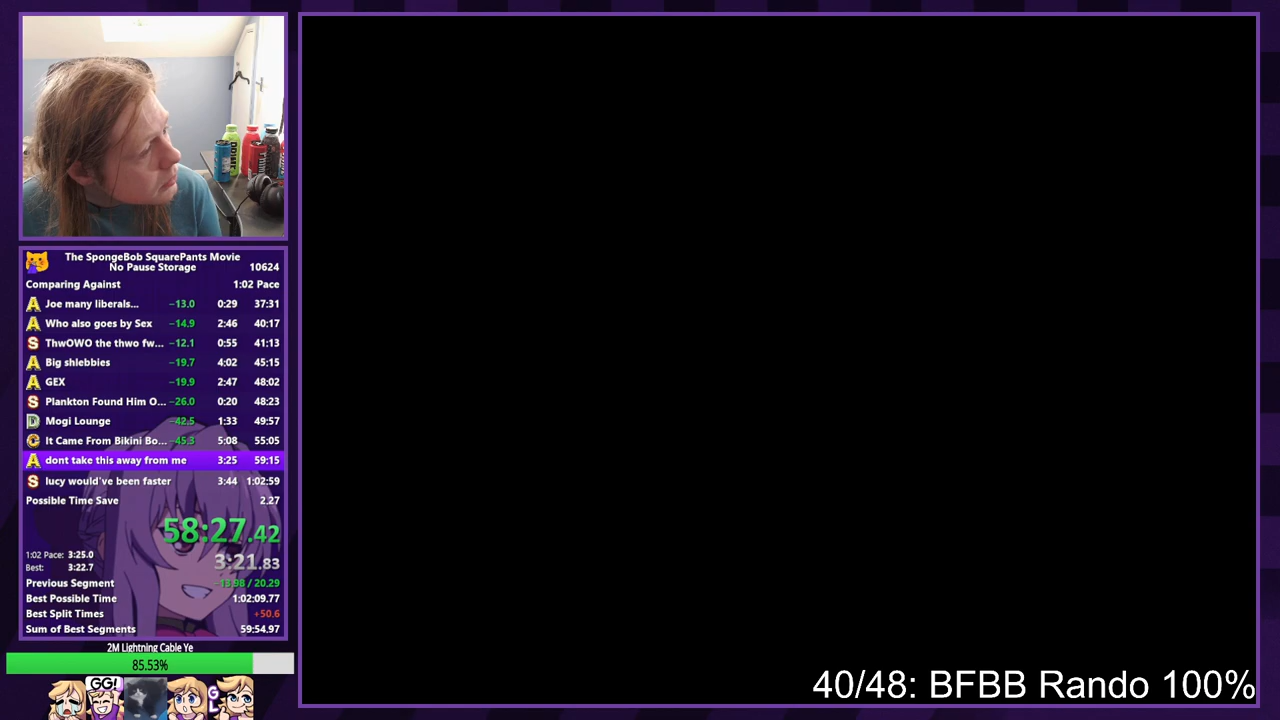 The SpongeBob SquarePants Movie
No Pause Storage 10624
Comparing Against 1:02 Pace
Joe many liberals... −13.0 0:29 37:31
Who also goes by Sex −14.9 2:46 40:17
ThwOWO the thwo fw... −12.1 0:55 41:13
Big shlebbies −19.7 4:02 45:15
GEX −19.9 2:47 48:02
Plankton Found Him O... −26.0 0:20 48:23
Mogi Lounge −42.5 1:33 49:57
It Came From Bikini Bo... −45.3 5:08 55:05
dont take this away from me 3:25 59:15
lucy would've been faster 3:44 1:02:59
Possible Time Save 2.27
58:27.42
1:02 Pace: 3:25.0
Best: 3:22.7
3:21.83
Previous Segment −13.98 / 20.29
Best Possible Time 1:02:09.77
Best Split Times +50.6
Sum of Best Segments 59:54.97
2M Lightning Cable Ye
85.53%
GG!
GL
40/48: BFBB Rando 100%